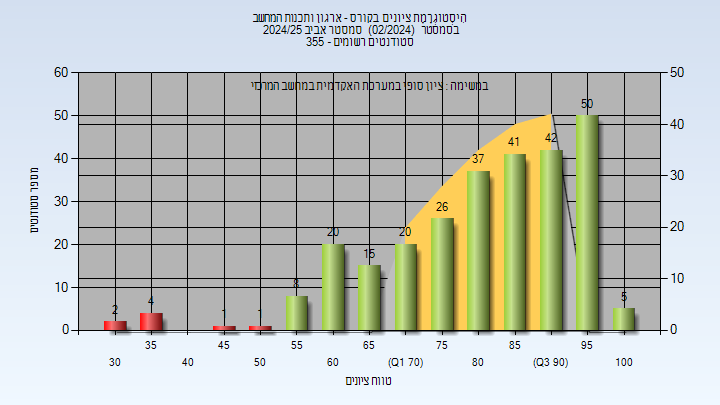 היסטוגרמת ציונים בקורס - ארגון ותכנות המחשב
בסמסטר (02/2024) סמסטר אביב 2024/25
סטודנטים רשומים - 355
במשימה : ציון סופי במערכת האקדמית במחשב המרכזי
60 50 40 30 20 10 0
מספר סטודנטים
50 40 30 20 10 0
2 4 1 1 8 20 15 20 26 37 41 42 50 5
35 45 55 65 75 85 95
30 40 50 60 (Q1 70) 80 (Q3 90) 100
טווח ציונים